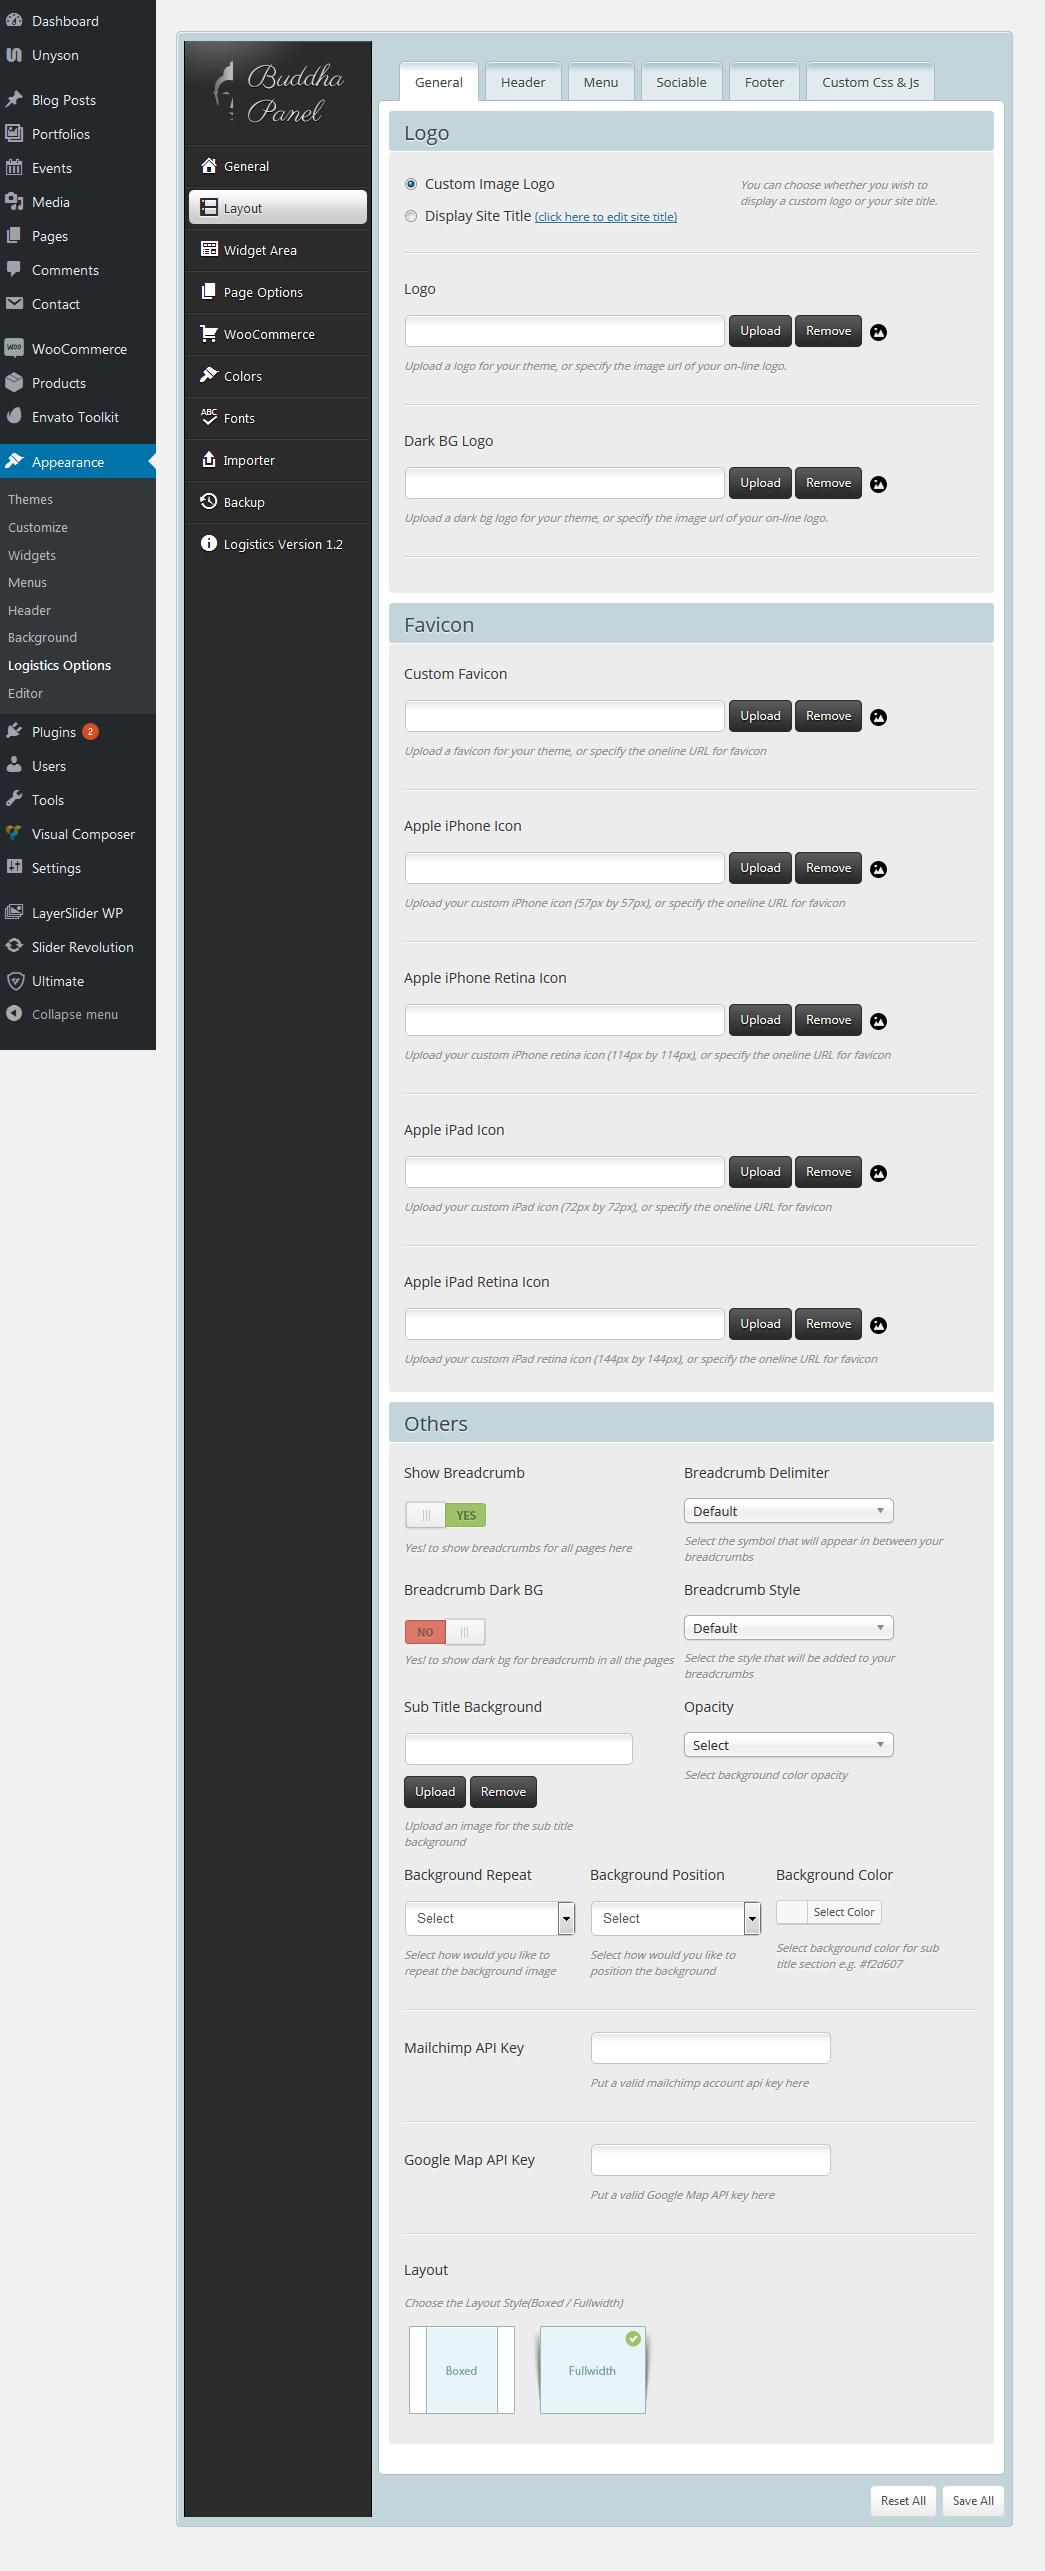 Dashboard
Unyson
Blog Posts
Portfolios
Events
Media
Pages
Comments
Contact
WOO WooCommerce
Products
Envato Toolkit
Appearance
Themes
Customize
Widgets
Menus
Header
Background
Logistics Options
Editor
Plugins 2
Users
Tools
Visual Composer
Settings
LayerSlider WP
Slider Revolution
Ultimate
Collapse menu
Buddha
Panel
General
Layout
Widget Area
Page Options
WooCommerce
Colors
ABC Fonts
Importer
Backup
Logistics Version 1.2
General Header Menu Sociable Footer Custom Css & Js
Logo
Custom Image Logo
Display Site Title (click here to edit site title)
You can choose whether you wish to
display a custom logo or your site title.
Logo
Upload Remove
Upload a logo for your theme, or specify the image url of your on-line logo.
Dark BG Logo
Upload Remove
Upload a dark bg logo for your theme, or specify the image url of your on-line logo.
Favicon
Custom Favicon
Upload Remove
Upload a favicon for your theme, or specify the oneline URL for favicon
Apple iPhone Icon
Upload Remove
Upload your custom iPhone icon (57px by 57px), or specify the oneline URL for favicon
Apple iPhone Retina Icon
Upload Remove
Upload your custom iPhone retina icon (114px by 114px), or specify the oneline URL for favicon
Apple iPad Icon
Upload Remove
Upload your custom iPad icon (72px by 72px), or specify the oneline URL for favicon
Apple iPad Retina Icon
Upload Remove
Upload your custom iPad retina icon (144px by 144px), or specify the oneline URL for favicon
Others
Show Breadcrumb
YES
Yes! to show breadcrumbs for all pages here
Breadcrumb Delimiter
Default
Select the symbol that will appear in between your
breadcrumbs
Breadcrumb Dark BG
NO
Yes! to show dark bg for breadcrumb in all the pages
Breadcrumb Style
Default
Select the style that will be added to your
breadcrumbs
Sub Title Background
Upload Remove
Upload an image for the sub title
background
Opacity
Select
Select background color opacity
Background Repeat
Select
Select how would you like to
repeat the background image
Background Position
Select
Select how would you like to
position the background
Background Color
Select Color
Select background color for sub
title section e.g. #f2d607
Mailchimp API Key
Put a valid mailchimp account api key here
Google Map API Key
Put a valid Google Map API key here
Layout
Choose the Layout Style(Boxed / Fullwidth)
Boxed Fullwidth
Reset All Save All